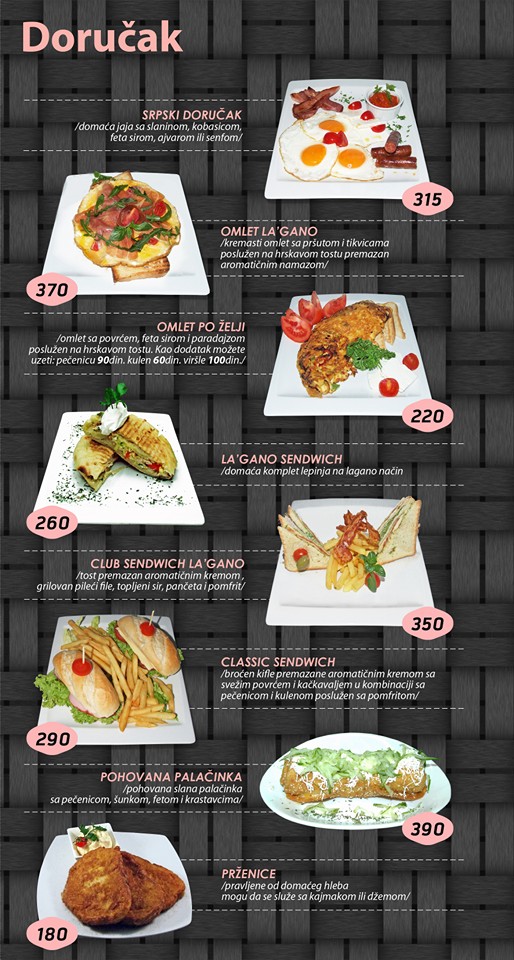 Doručak
SRPSKI DORUČAK
/domaća jaja sa slaninom, kobasicom,
feta sirom, ajvarom ili senfom/
315
OMLET LA'GANO
/kremasti omlet sa pršutom i tikvicama
poslužen na hrskavom tostu premazan
aromatičnim namazom/
370
OMLET PO ŽELJI
/omlet sa povrćem, feta sirom i paradajzom
poslužen na hrskavom tostu. Kao dodatak možete
uzeti: pečenicu 90din. kulen 60din. viršle 100din./
220
LA'GANO SENDWICH
/domaća komplet lepinja na lagano način
260
CLUB SENDWICH LA'GANO
/tost premazan aromatičnim kremom ,
grilovan pileći file, topljeni sir, pančeta i pomfrit/
350
CLASSIC SENDWICH
/broćen kifle premazane aromatičnim kremom sa
svežim povrćem i kačkavaljem u kombinaciji sa
pečenicom i kulenom poslužen sa pomfritom/
290
POHOVANA PALAČINKA
/pohovana slana palačinka
sa pečenicom, šunkom, fetom i krastavcima/
390
PRŽENICE
/pravljene od domaćeg hleba
mogu da se služe sa kajmakom ili džemom/
180